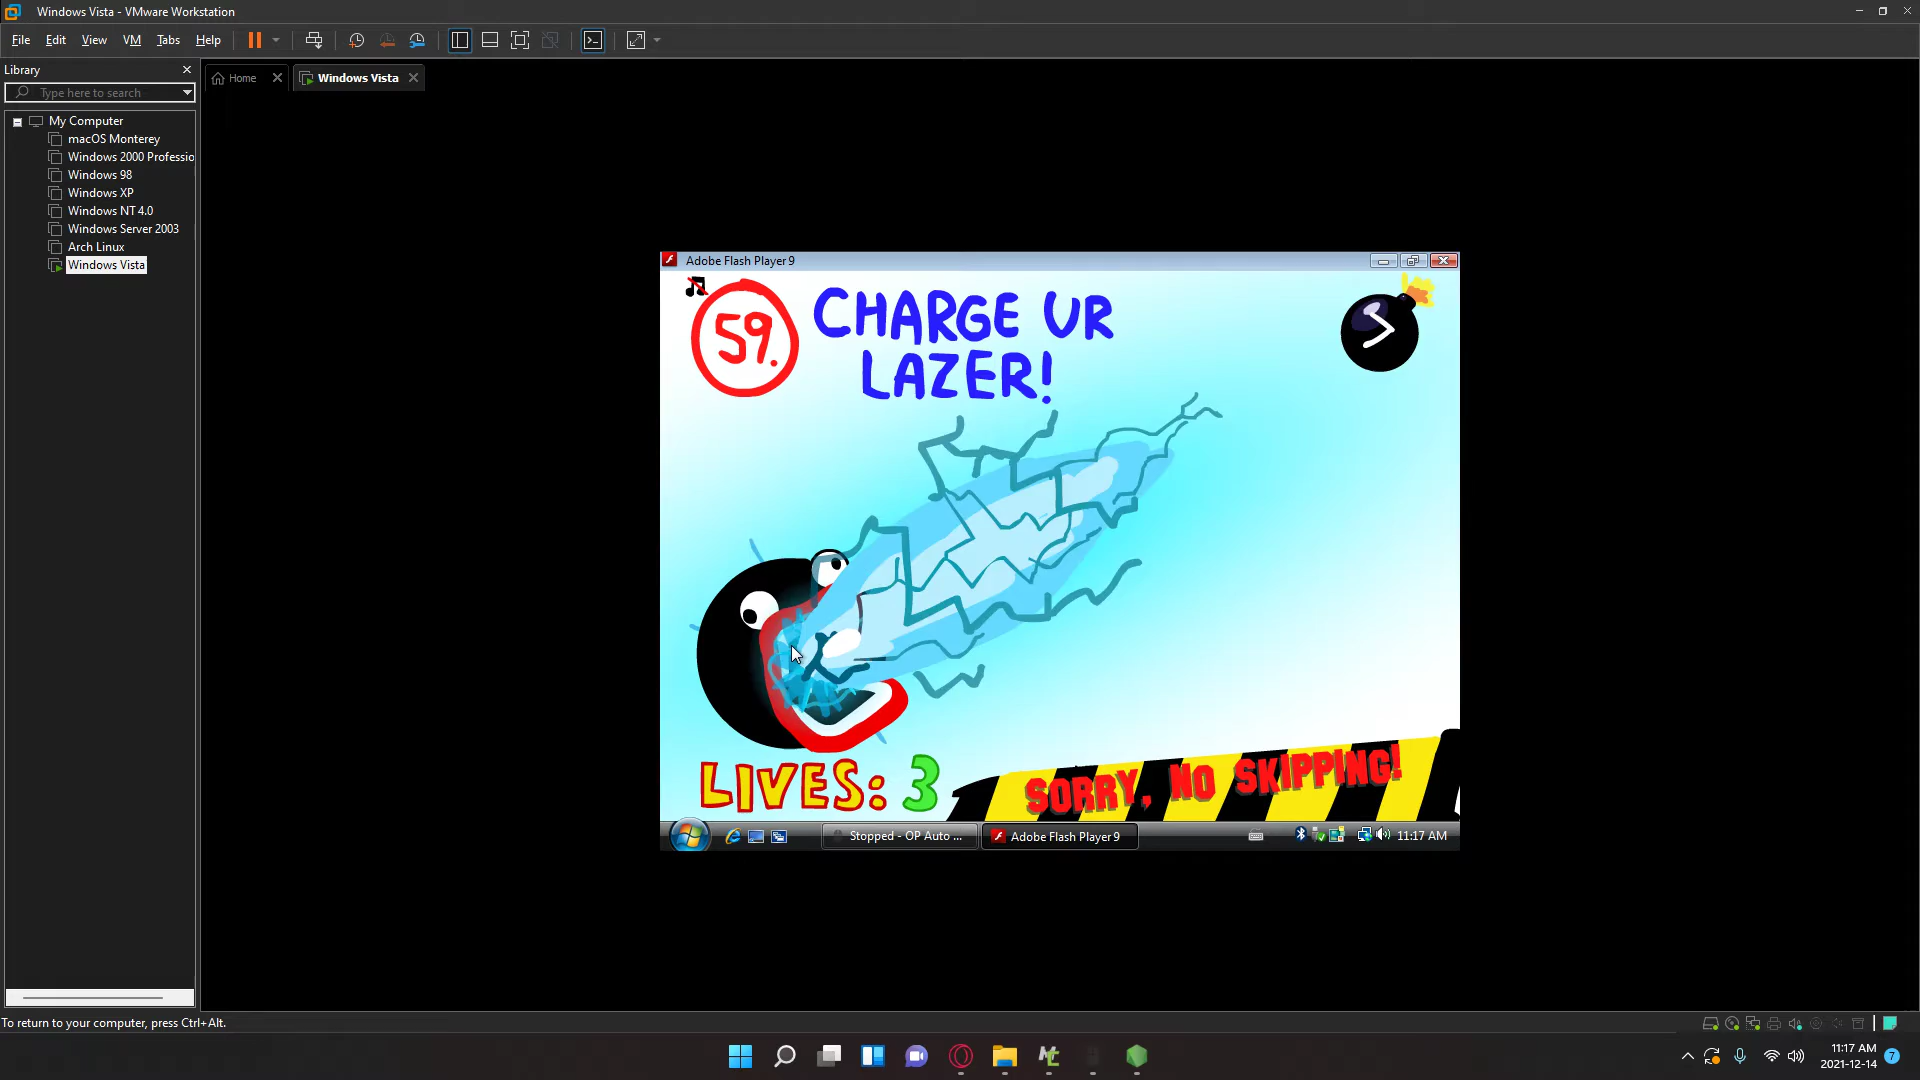 Windows Vista - VMware Workstation
File Edit View VM Tabs Help
Library
Type here to search
My Computer
macOS Monterey
Windows 2000 Professio
Windows 98
Windows XP
Windows NT 4.0
Windows Server 2003
Arch Linux
Windows Vista
Home
Windows Vista
Adobe Flash Player 9
59.
CHARGE UR
LAZER!
LIVES: 3
SORRY, NO SKIPPING!
Stopped - OP Auto ...
Adobe Flash Player 9
11:17 AM
To return to your computer, press Ctrl+Alt.
11:17 AM
2021-12-14
7